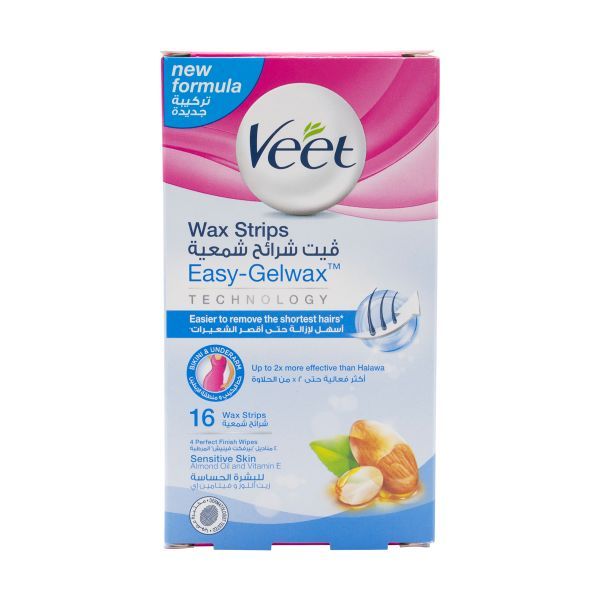 new
formula
تركيبة
جديدة
Veet
Wax Strips
ڤيت شرائح شمعية
Easy-Gelwax™
TECHNOLOGY
Easier to remove the shortest hairs*
أسهل لإزالة حتى أقصر الشعيرات*
BIKINI & UNDERARM
Up to 2x more effective than Halawa
أكثر فعالية حتى ٢ x من الحلاوة
16 Wax Strips
شرائح شمعية
4 Perfect Finish Wipes
Sensitive Skin
Almond Oil and Vitamin E
للبشرة الحساسة
زيت اللوز و فيتامين إي